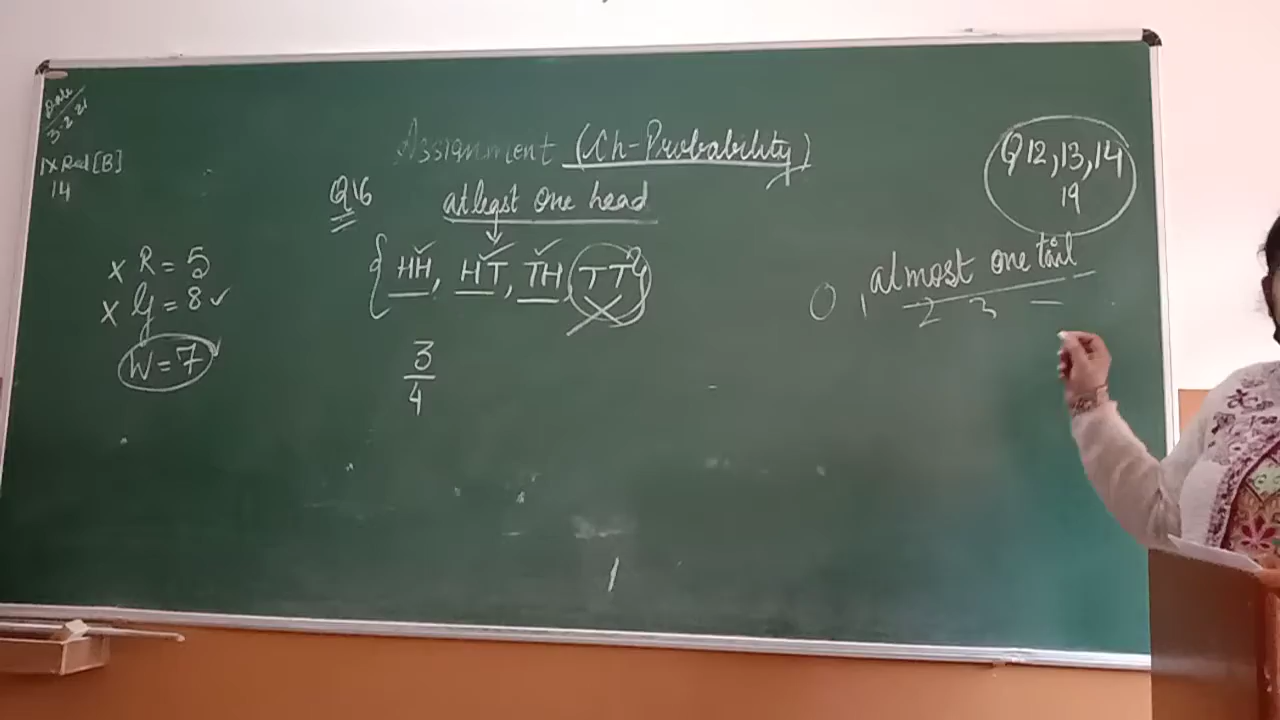 Date
3-2-21
IX Red [B]
14
Assignment (Ch-Probability)
Q12, 13, 14
19
Q16
atleast one head
{HH, HT, TH, TT}
3
4
R = 5
G = 8
W = 7
almost one tail
0, 1 2 3 —